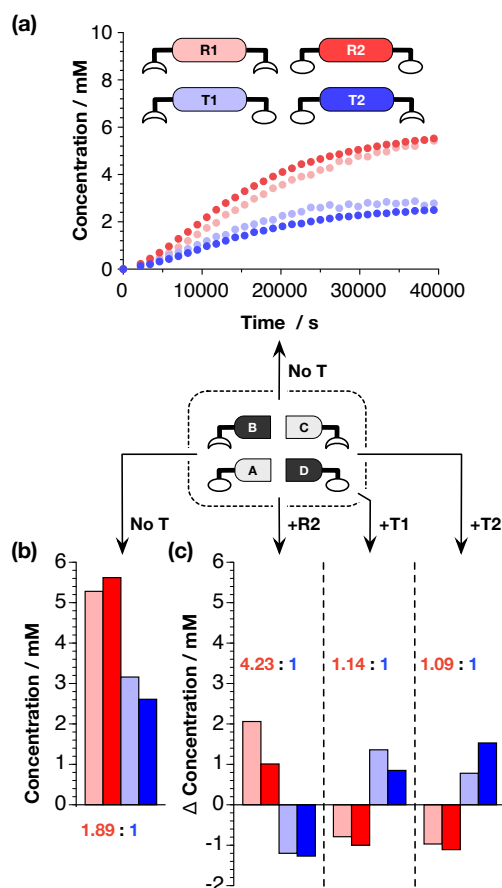 (a)
10
8
6
4
2
0
Concentration / mM
R1
R2
T1
T2
0
10000
20000
30000
40000
Time / s
No T
B
C
A
D
No T
+R2
+T1
+T2
(b)
6
5
4
3
2
1
0
Concentration / mM
1.89 : 1
(c)
6
5
4
3
2
1
0
-1
-2
Δ Concentration / mM
4.23 : 1
1.14 : 1
1.09 : 1